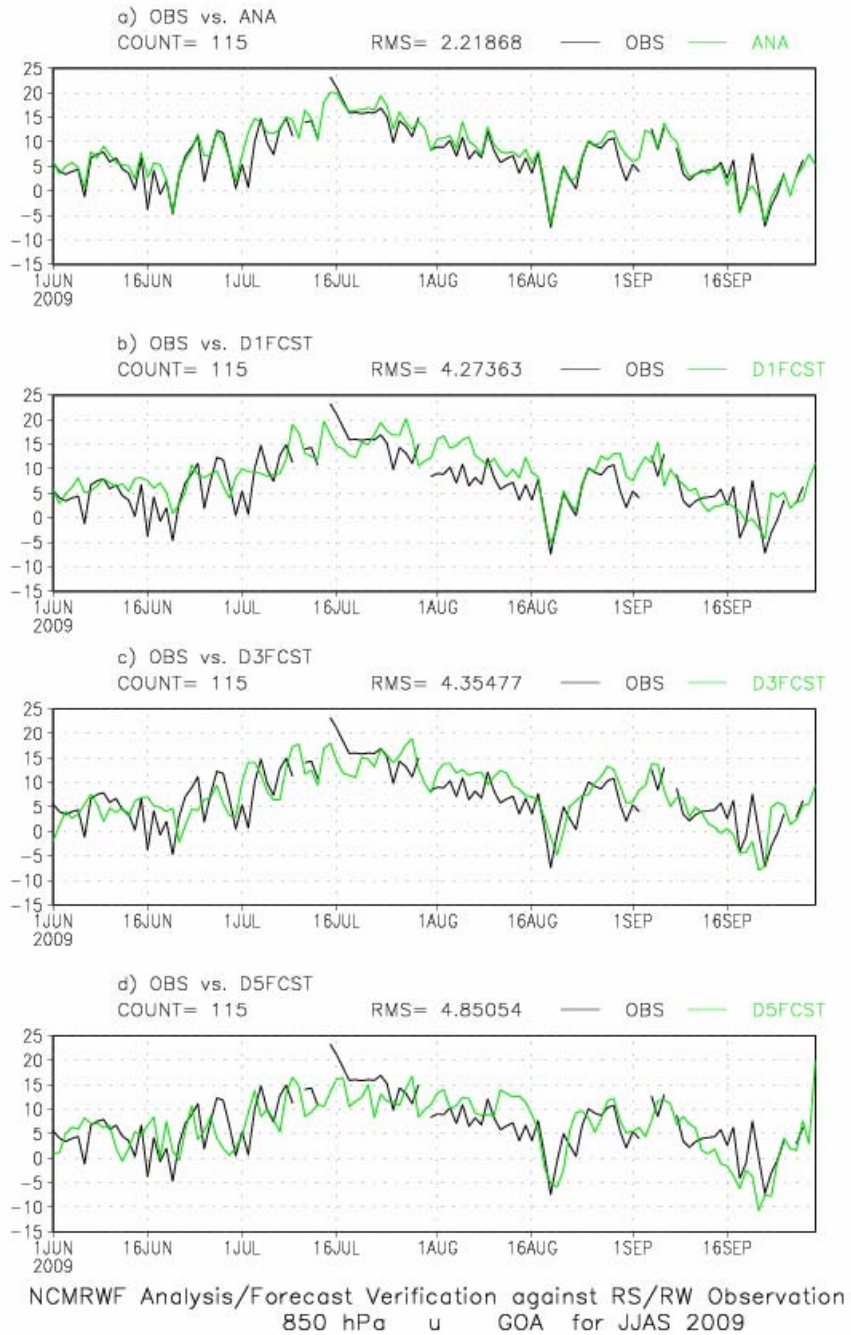 a) OBS vs. ANA
COUNT= 115 RMS= 2.21868 OBS ANA
25
20
15
10
5
0
−5
−10
−15
1JUN 16JUN 1JUL 16JUL 1AUG 16AUG 1SEP 16SEP
2009
b) OBS vs. D1FCST
COUNT= 115 RMS= 4.27363 OBS D1FCST
25
20
15
10
5
0
−5
−10
−15
1JUN 16JUN 1JUL 16JUL 1AUG 16AUG 1SEP 16SEP
2009
c) OBS vs. D3FCST
COUNT= 115 RMS= 4.35477 OBS D3FCST
25
20
15
10
5
0
−5
−10
−15
1JUN 16JUN 1JUL 16JUL 1AUG 16AUG 1SEP 16SEP
2009
d) OBS vs. D5FCST
COUNT= 115 RMS= 4.85054 OBS D5FCST
25
20
15
10
5
0
−5
−10
−15
1JUN 16JUN 1JUL 16JUL 1AUG 16AUG 1SEP 16SEP
2009
NCMRWF Analysis/Forecast Verification against RS/RW Observation
850 hPa u GOA for JJAS 2009